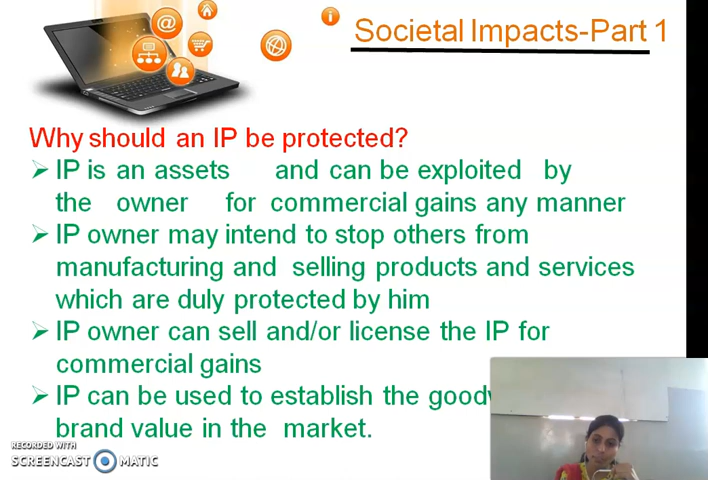 Societal Impacts-Part 1
Why should an IP be protected?
IP is an assets and can be exploited by
the owner for commercial gains any manner
IP owner may intend to stop others from
manufacturing and selling products and services
which are duly protected by him
IP owner can sell and/or license the IP for
commercial gains
IP can be used to establish the
brand value in the market.
RECORDED WITH
SCREENCAST MATIC